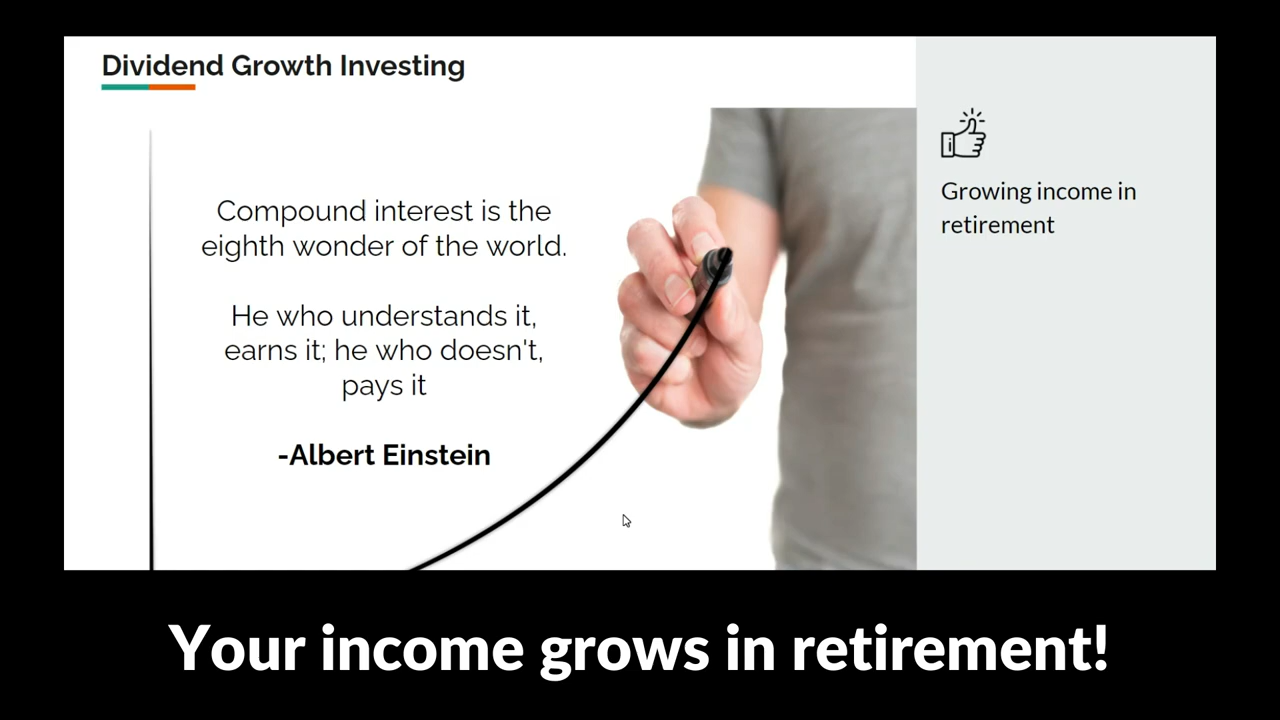 Dividend Growth Investing
Compound interest is the
eighth wonder of the world.
He who understands it,
earns it; he who doesn't,
pays it
-Albert Einstein
Growing income in
retirement
Your income grows in retirement!